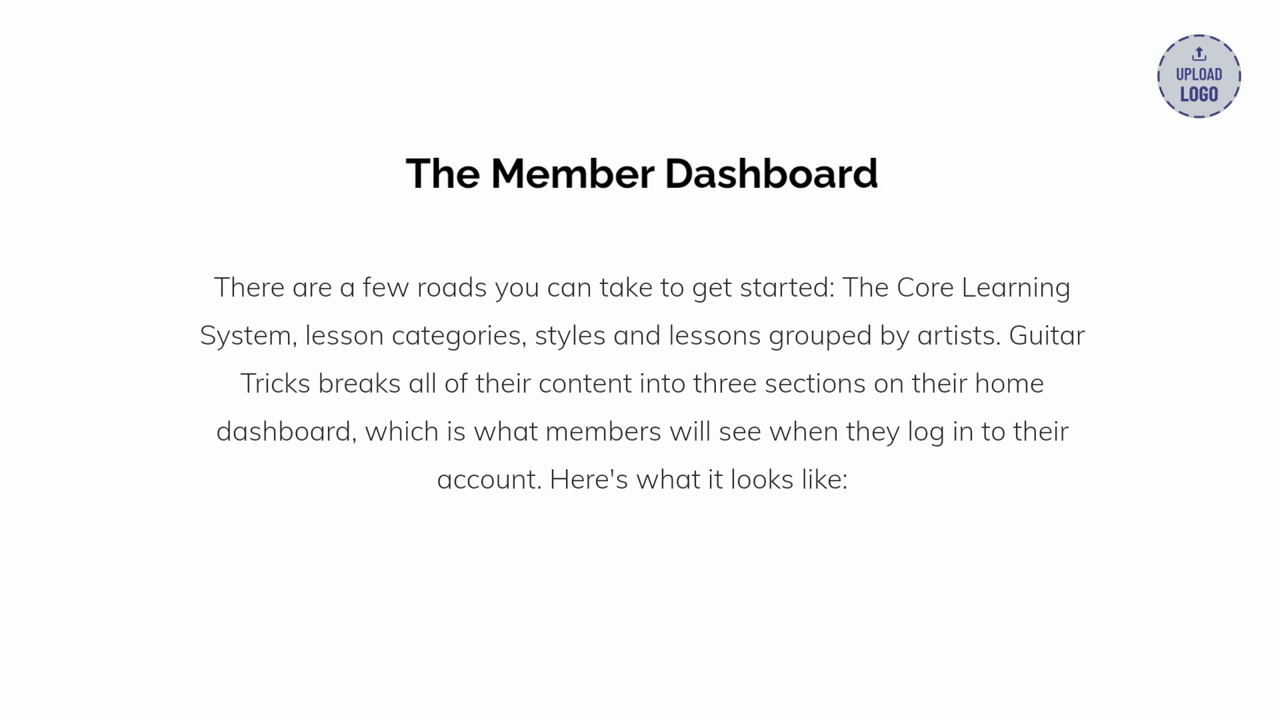 UPLOAD
LOGO
The Member Dashboard
There are a few roads you can take to get started: The Core Learning
System, lesson categories, styles and lessons grouped by artists. Guitar
Tricks breaks all of their content into three sections on their home
dashboard, which is what members will see when they log in to their
account. Here's what it looks like: